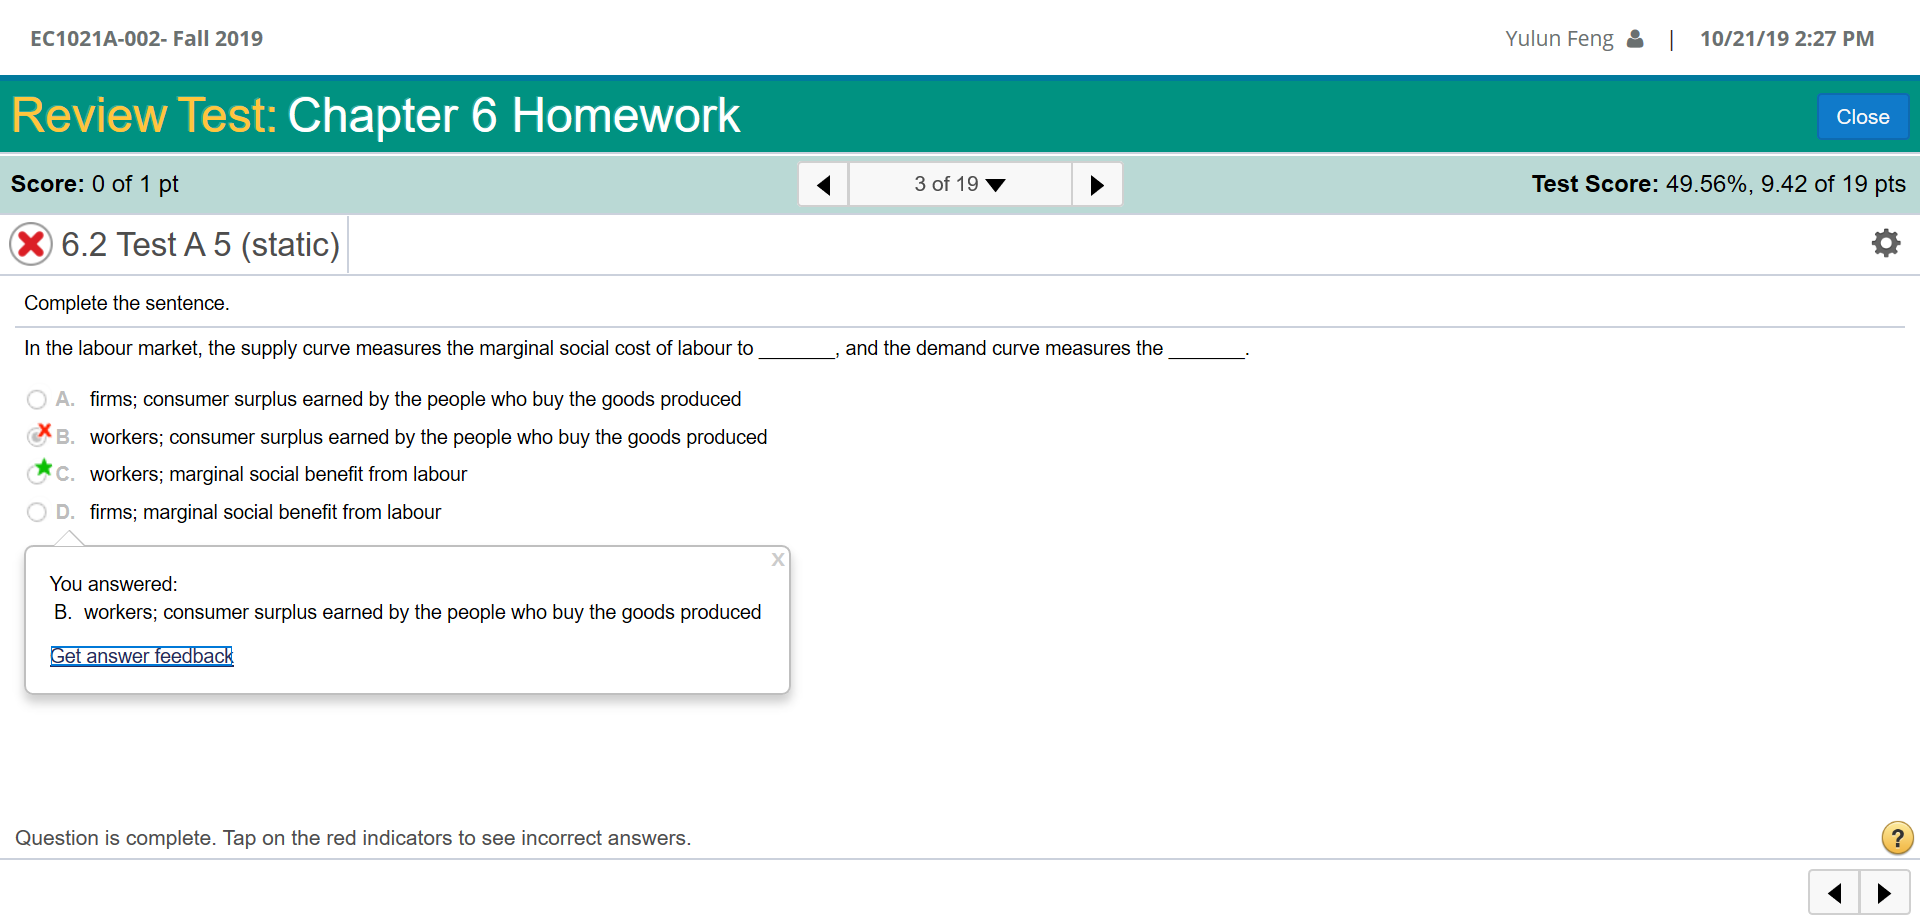 EC1021A-002- Fall 2019
Yulun Feng | 10/21/19 2:27 PM
Review Test: Chapter 6 Homework
Close
Score: 0 of 1 pt
3 of 19
Test Score: 49.56%, 9.42 of 19 pts
6.2 Test A 5 (static)
Complete the sentence.
In the labour market, the supply curve measures the marginal social cost of labour to _______, and the demand curve measures the _______.
A. firms; consumer surplus earned by the people who buy the goods produced
B. workers; consumer surplus earned by the people who buy the goods produced
C. workers; marginal social benefit from labour
D. firms; marginal social benefit from labour
X
You answered:
B. workers; consumer surplus earned by the people who buy the goods produced
Get answer feedback
Question is complete. Tap on the red indicators to see incorrect answers.
?